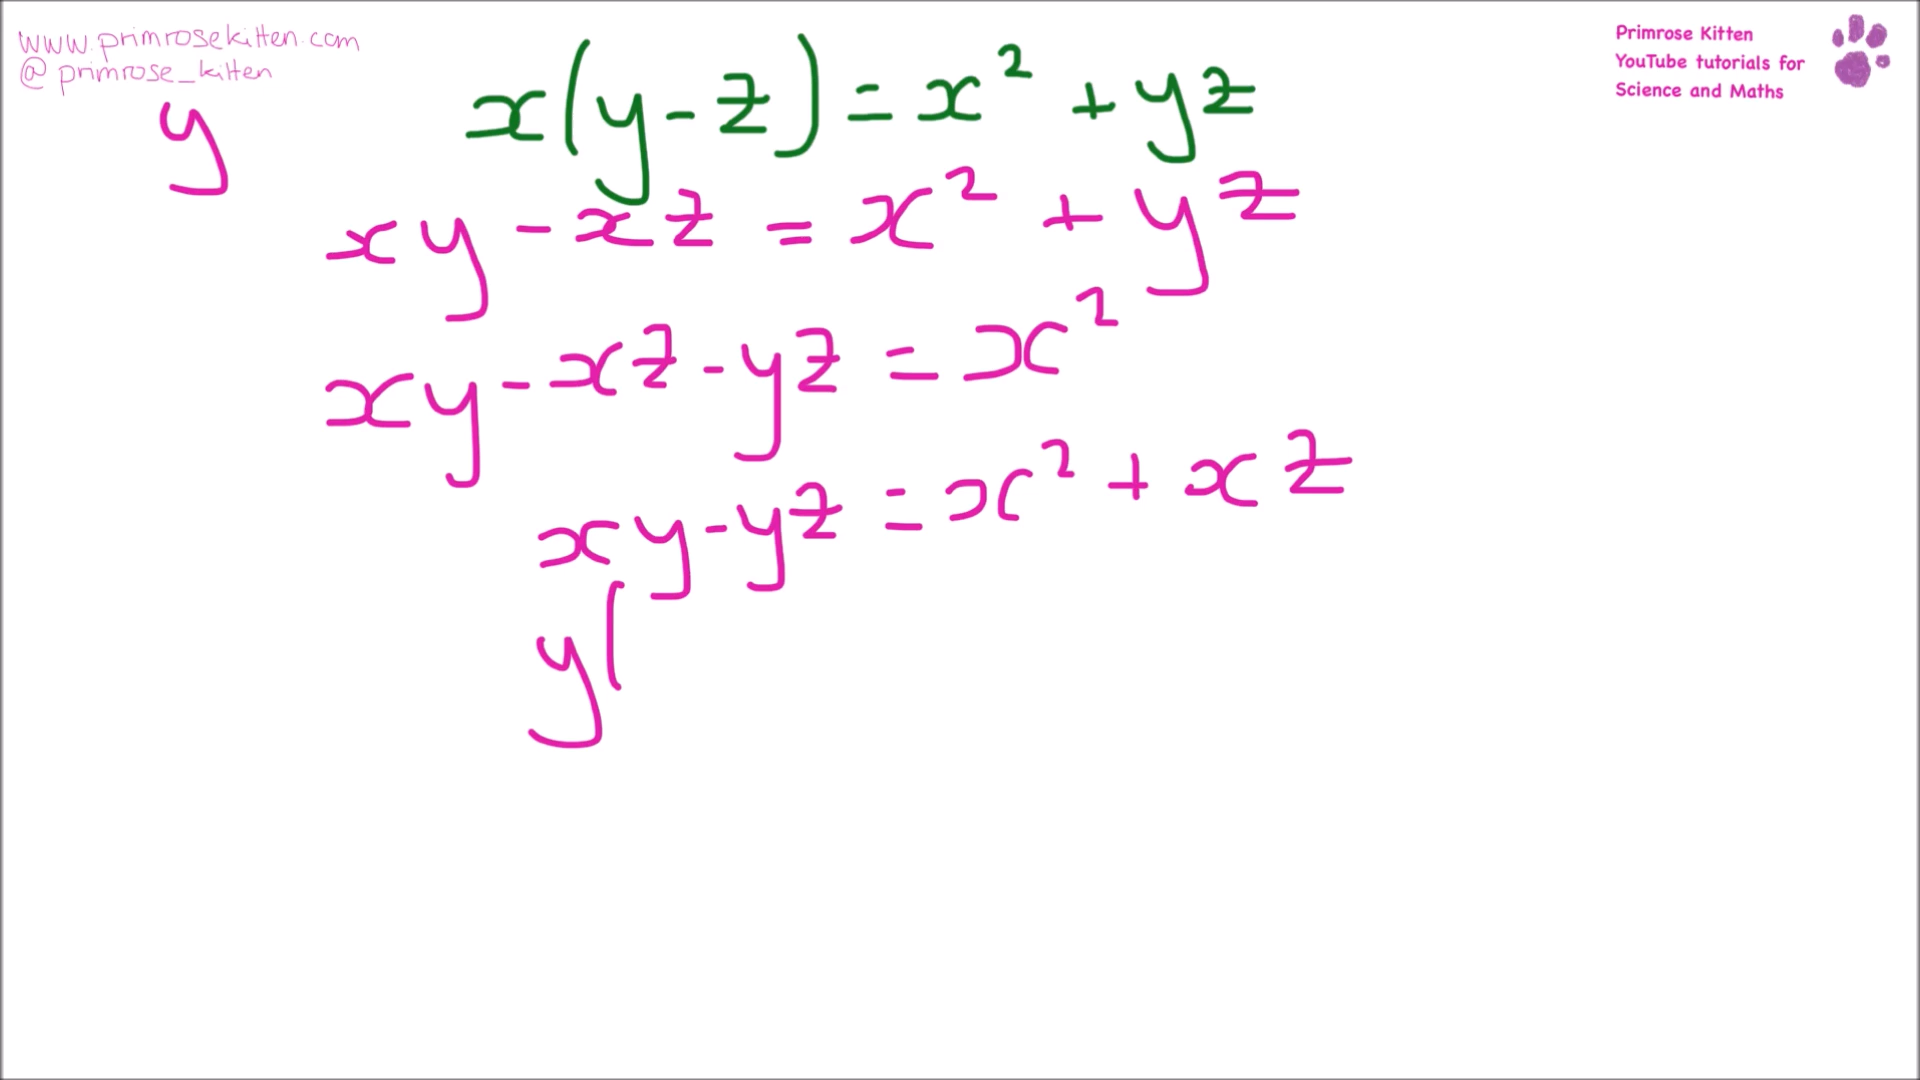 www.primrosekitten.com
@primrose_kitten
Primrose Kitten
YouTube tutorials for
Science and Maths
y
x(y-z)=x²+yz
xy-xz=x²+yz
xy-xz-yz=x²
xy-yz=x²+xz
y(